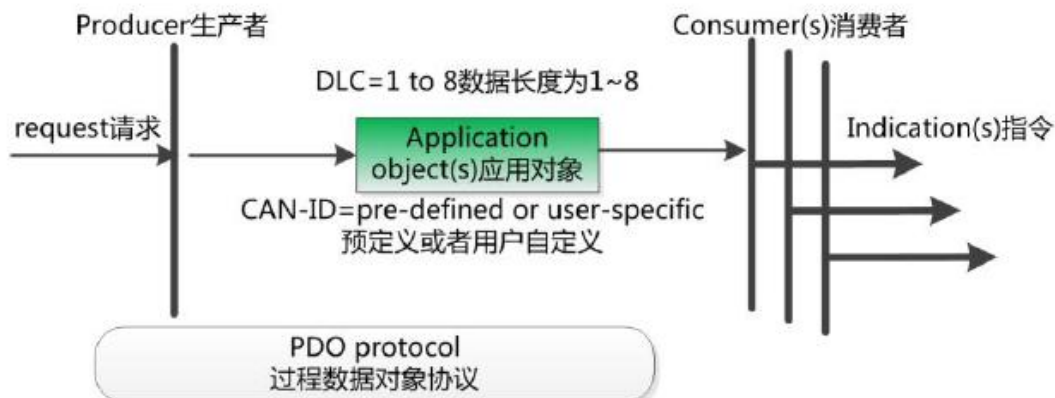 Producer生产者
Consumer(s)消费者
DLC=1 to 8数据长度为1~8
request请求
Application
object(s)应用对象
Indication(s)指令
CAN-ID=pre-defined or user-specific
预定义或者用户自定义
PDO protocol
过程数据对象协议